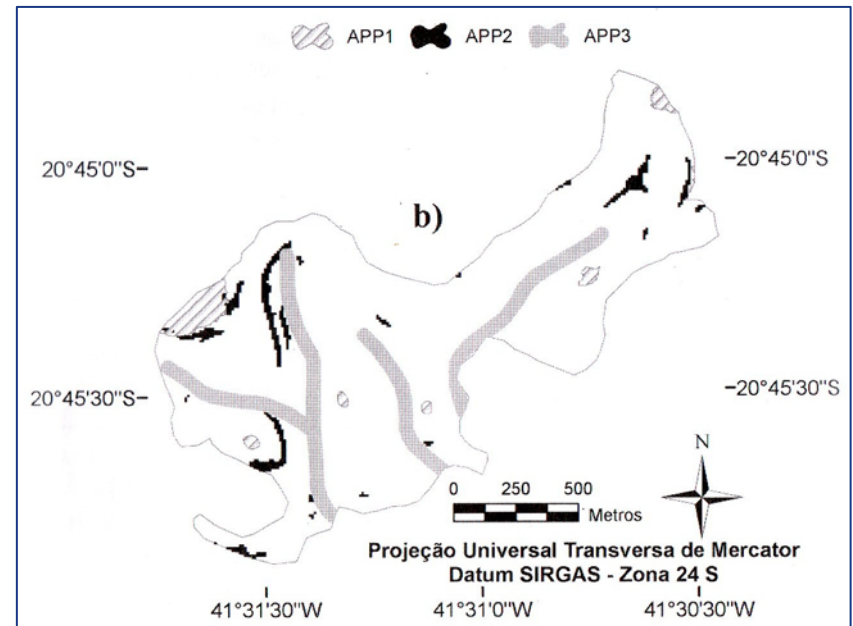 APP1 APP2 APP3
20°45'0"S
20°45'0"S
b)
20°45'30"S
20°45'30"S
N
0 250 500
Metros
Projeção Universal Transversa de Mercator
Datum SIRGAS - Zona 24 S
41°31'30"W 41°31'0"W 41°30'30"W